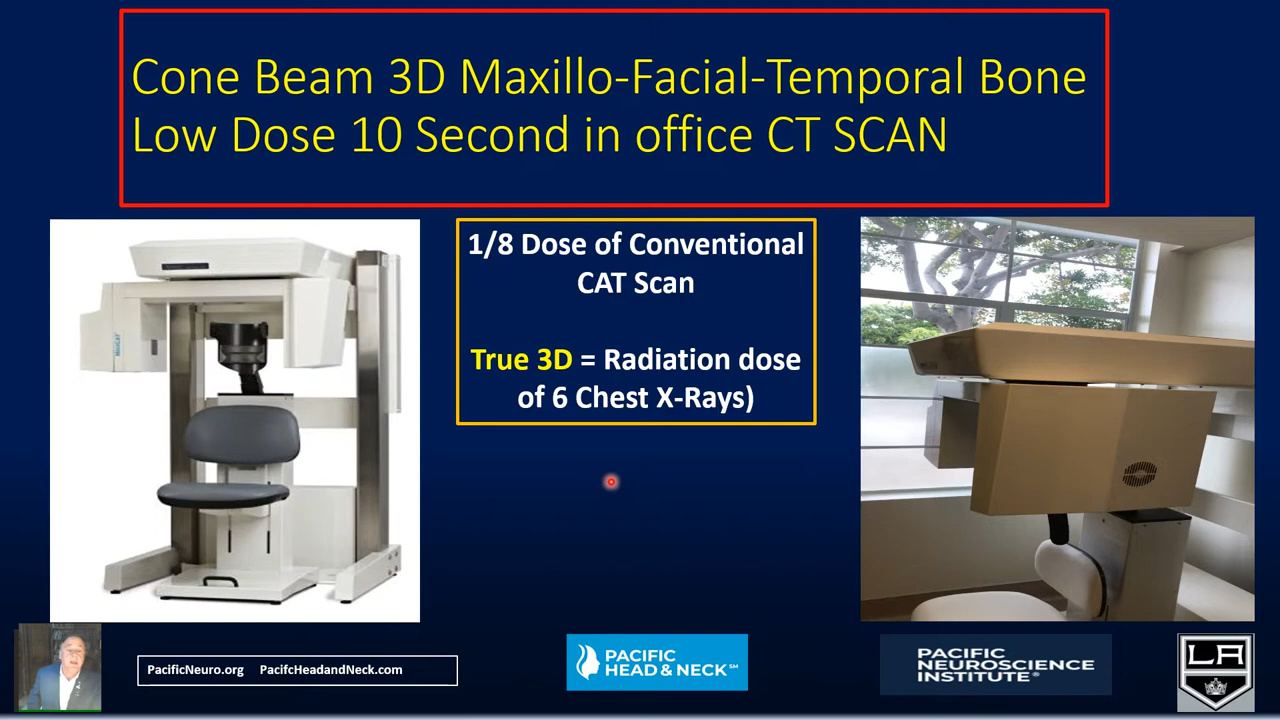 Cone Beam 3D Maxillo-Facial-Temporal Bone
Low Dose 10 Second in office CT SCAN
1/8 Dose of Conventional
CAT Scan
True 3D = Radiation dose
of 6 Chest X-Rays)
MiniCAT
PacificNeuro.org PacifcHeadandNeck.com
PACIFIC
HEAD & NECK SM
PACIFIC
NEUROSCIENCE
INSTITUTE®
LA